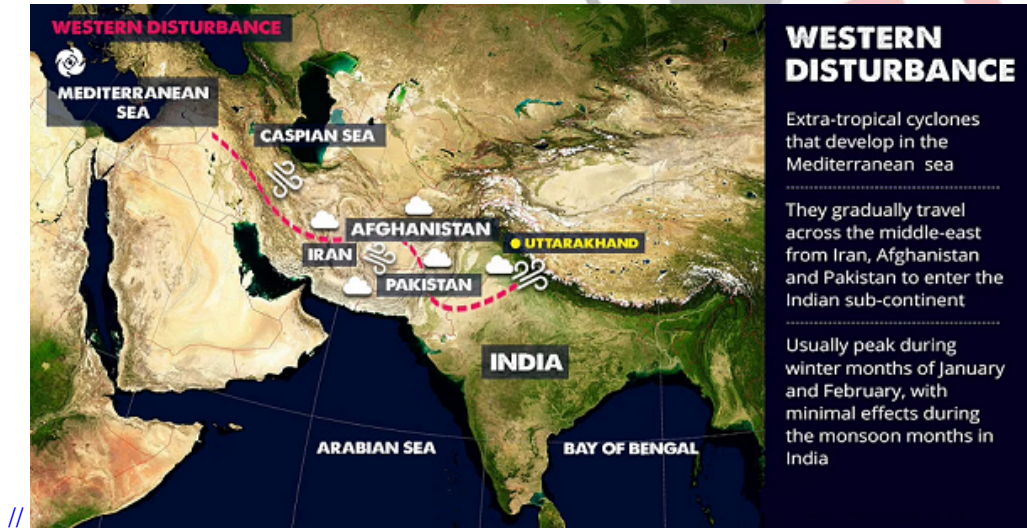 WESTERN DISTURBANCE
MEDITERRANEAN
SEA
CASPIAN SEA
AFGHANISTAN
UTTARAKHAND
IRAN
PAKISTAN
INDIA
ARABIAN SEA
BAY OF BENGAL
WESTERN
DISTURBANCE
Extra-tropical cyclones
that develop in the
Mediterranean sea
They gradually travel
across the middle-east
from Iran, Afghanistan
and Pakistan to enter the
Indian sub-continent
Usually peak during
winter months of January
and February, with
minimal effects during
the monsoon months in
India
//